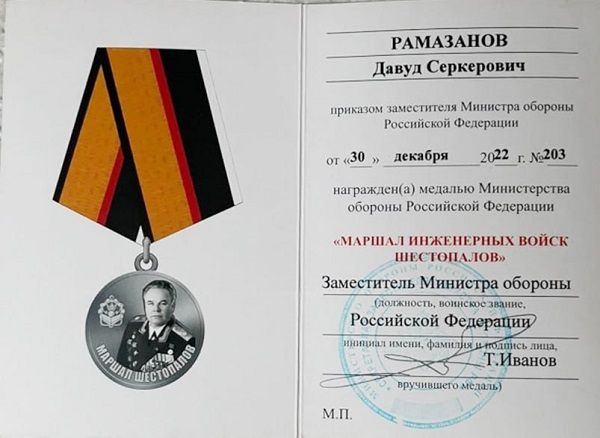 МАРШАЛ ШЕСТОПАЛОВ
РАМАЗАНОВ
Давуд Серкерович
приказом заместителя Министра обороны
Российской Федерации
от «30» декабря 2022 г. №203
награжден(а) медалью Министерства
обороны Российской Федерации
«МАРШАЛ ИНЖЕНЕРНЫХ ВОЙСК
ШЕСТОПАЛОВ»
Заместитель Министра обороны
(должность, воинское звание,
Российской Федерации
инициал имени, фамилия и подпись лица,
Т.Иванов
вручившего медаль)
М.П.